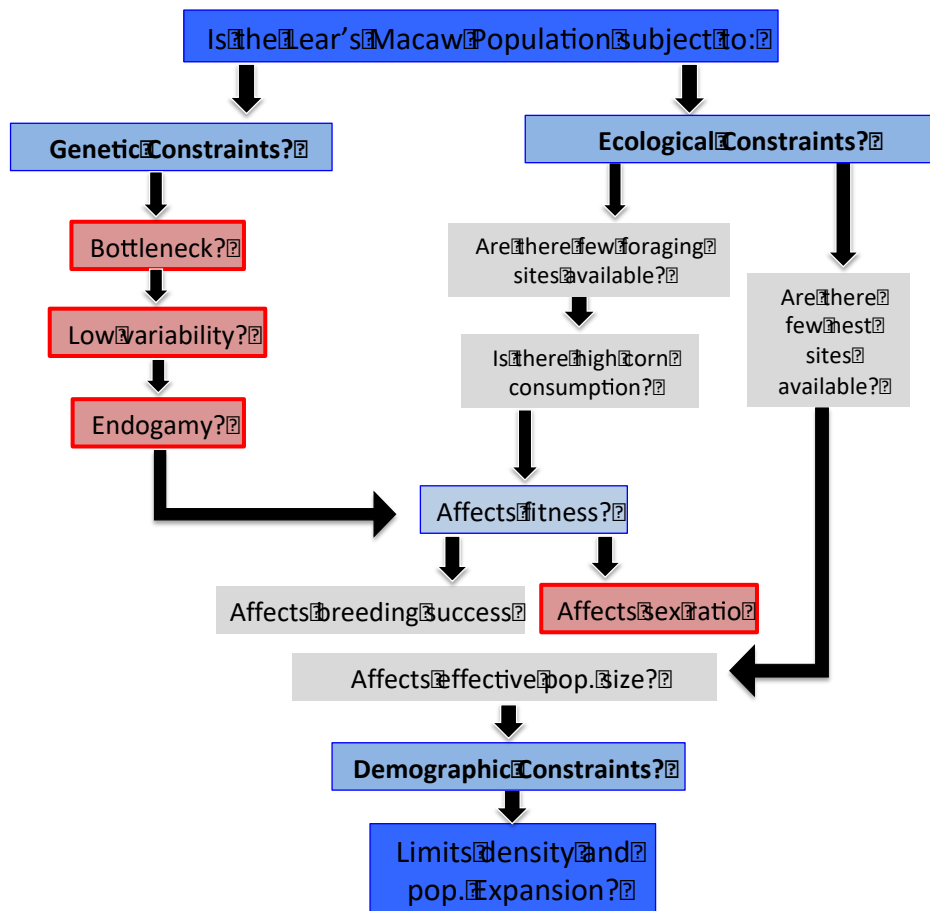 Is the Lear's Macaw Population subject to:
Genetic Constraints?
Ecological Constraints?
Bottleneck?
Are there few foraging
sites available?
Are there
few nest
sites
available?
Low variability?
Is there high corn
consumption?
Endogamy?
Affects fitness?
Affects breeding success
Affects sex ratio
Affects effective pop. size?
Demographic Constraints?
Limits density and
pop. Expansion?